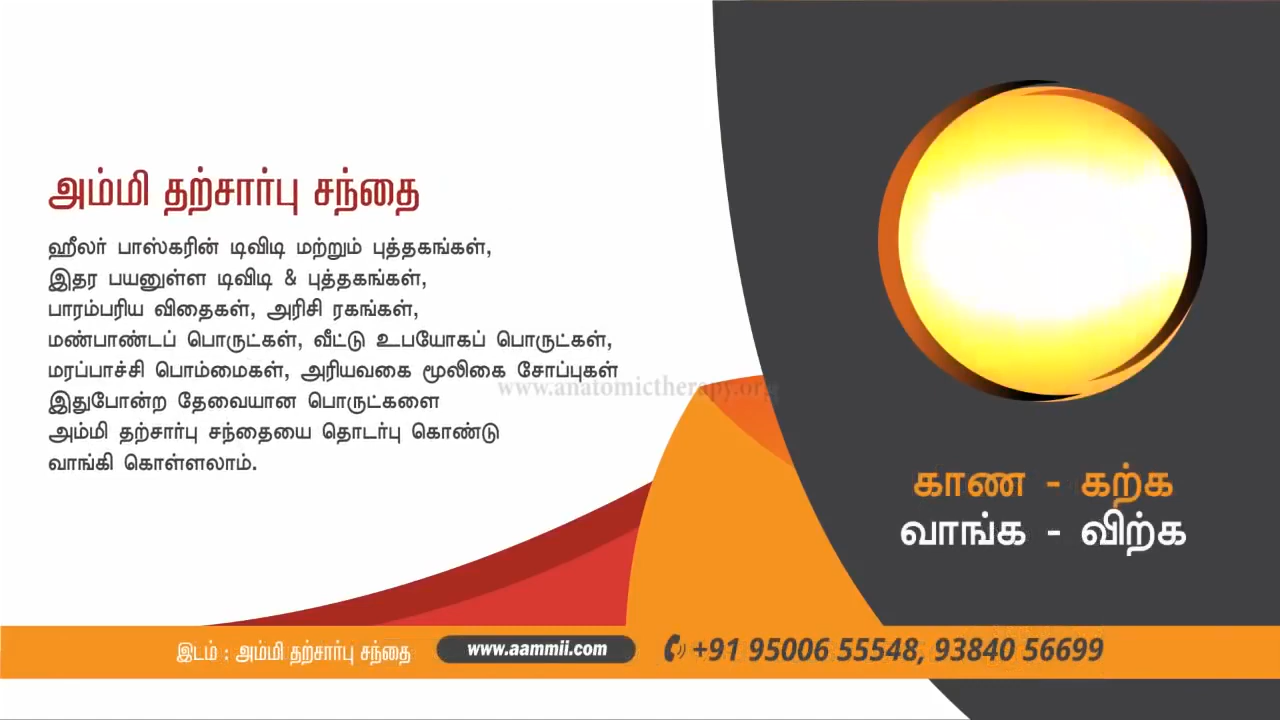 அம்மி தற்சார்பு சந்தை
ஹீலர் பாஸ்கரின் டிவிடி மற்றும் புத்தகங்கள்,
இதர பயனுள்ள டிவிடி & புத்தகங்கள்,
பாரம்பரிய விதைகள், அரிசி ரகங்கள்,
மண்பாண்டப் பொருட்கள், வீட்டு உபயோகப் பொருட்கள்,
மரப்பாச்சி பொம்மைகள், அரியவகை மூலிகை சோப்புகள்
www.anatomictherapy.org
இதுபோன்ற தேவையான பொருட்களை
அம்மி தற்சார்பு சந்தையை தொடர்பு கொண்டு
வாங்கி கொள்ளலாம்.
காண - கற்க
வாங்க - விற்க
இடம் : அம்மி தற்சார்பு சந்தை www.aammii.com +91 95006 55548, 93840 56699